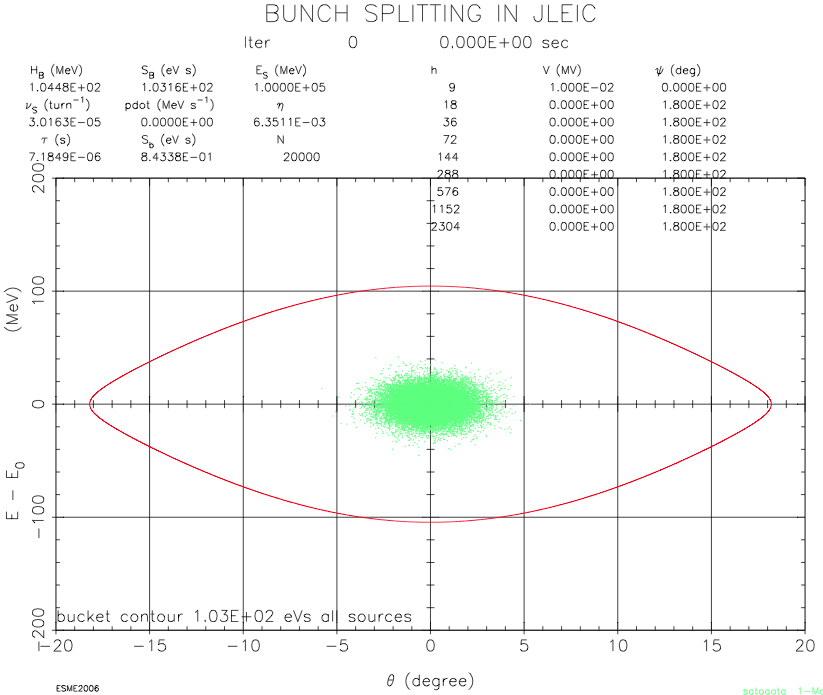 BUNCH SPLITTING IN JLEIC
Iter 0 0.000E+00 sec
H_B (MeV) S_B (eV s) E_S (MeV) h V (MV) ψ (deg)
1.0448E+02 1.0316E+02 1.0000E+05 9 1.000E-02 0.000E+00
ν_S (turn⁻¹) pdot (MeV s⁻¹) η 18 0.000E+00 1.800E+02
3.0163E-05 0.0000E+00 6.3511E-03 36 0.000E+00 1.800E+02
τ (s) S_b (eV s) N 72 0.000E+00 1.800E+02
7.1849E-06 8.4338E-01 20000 144 0.000E+00 1.800E+02
288 0.000E+00 1.800E+02
576 0.000E+00 1.800E+02
1152 0.000E+00 1.800E+02
2304 0.000E+00 1.800E+02
200
100
0
-100
-200
E - E_0 (MeV)
bucket contour 1.03E+02 eVs all sources
-20 -15 -10 -5 0 5 10 15 20
θ (degree)
ESME2006